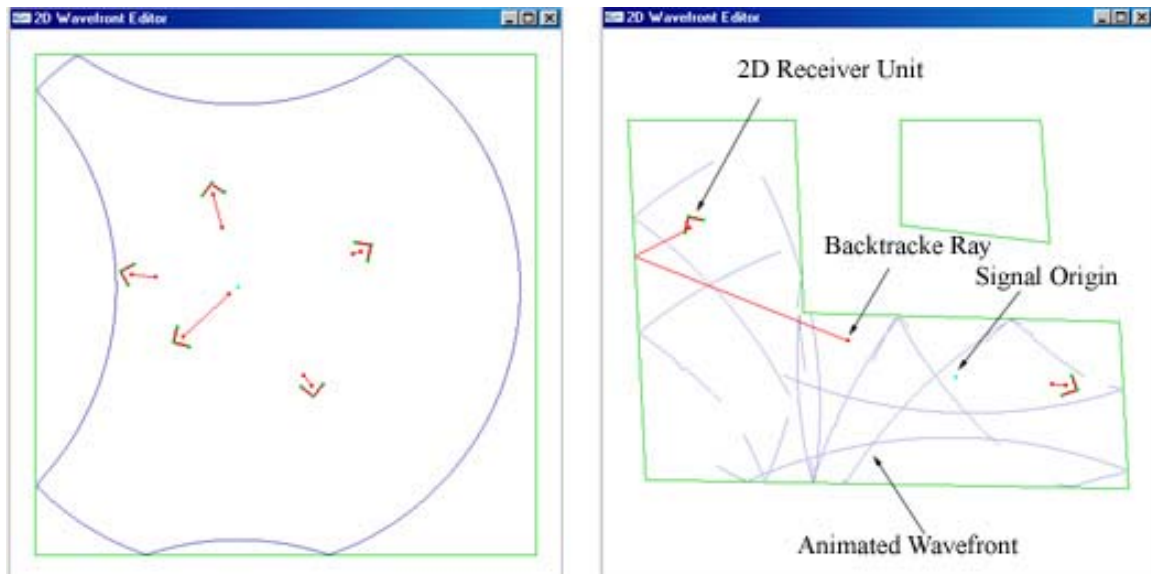 2D Wavefront Editor
2D Wavefront Editor
2D Receiver Unit
Backtracke Ray
Signal Origin
Animated Wavefront